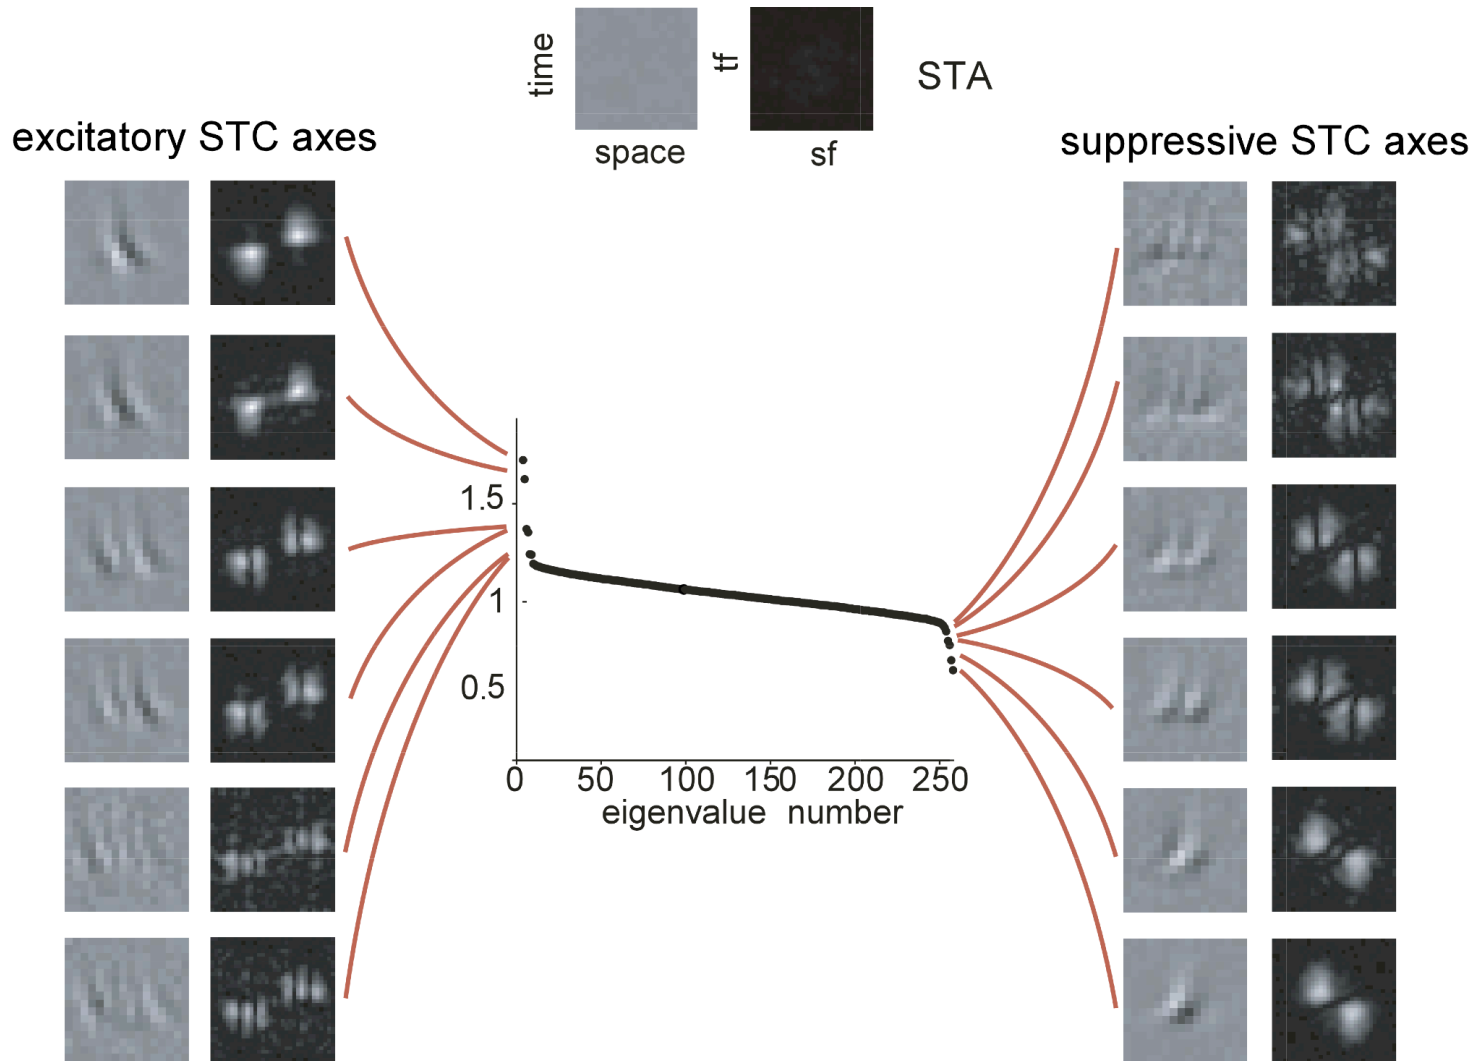 time
tf
STA
space
sf
excitatory STC axes
suppressive STC axes
1.5
1
0.5
0 50 100 150 200 250
eigenvalue number